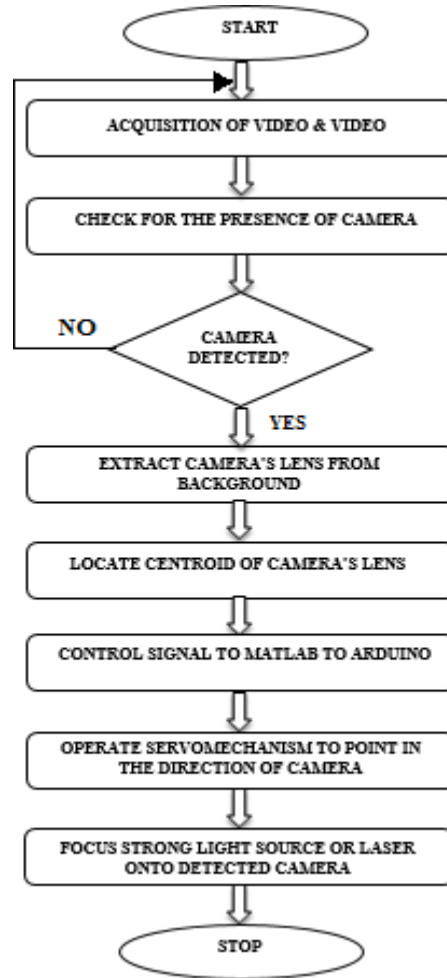 START
ACQUISITION OF VIDEO & VIDEO
CHECK FOR THE PRESENCE OF CAMERA
CAMERA
DETECTED?
NO
YES
EXTRACT CAMERA"S LENS FROM
BACKGROUND
LOCATE CENTROID OF CAMERA"S LENS
CONTROL SIGNAL TO MATLAB TO ARDUINO
OPERATE SERVOMECHANISM TO POINT IN
THE DIRECTION OF CAMERA
FOCUS STRONG LIGHT SOURCE OR LASER
ONTO DETECTED CAMERA
STOP